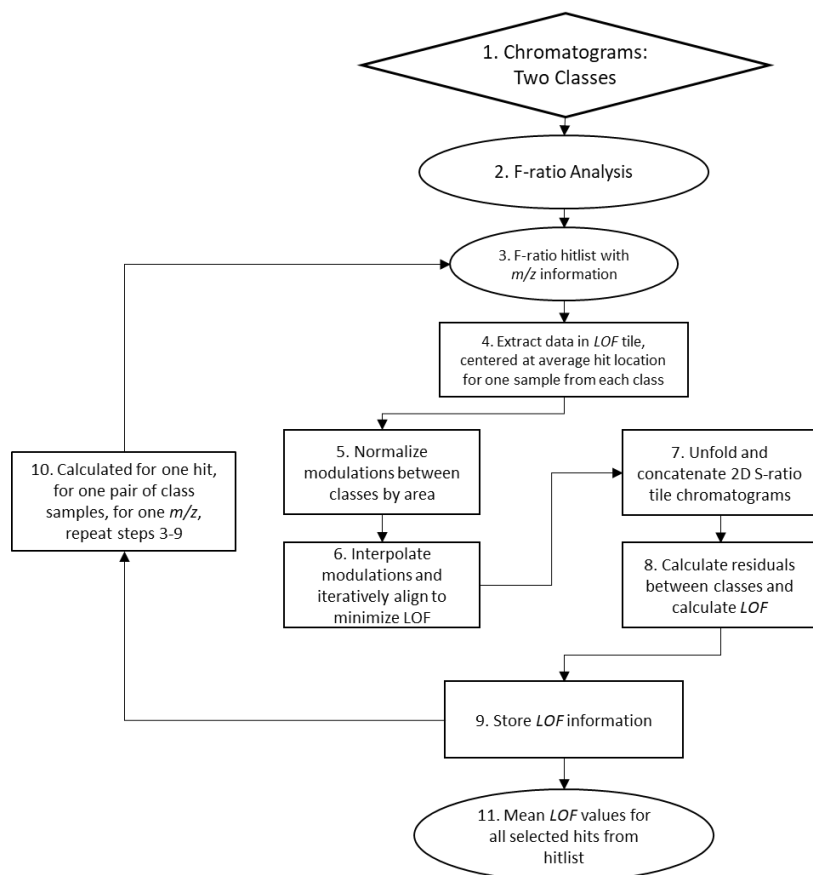 1. Chromatograms:
Two Classes
2. F-ratio Analysis
3. F-ratio hitlist with
m/z information
4. Extract data in LOF tile,
centered at average hit location
for one sample from each class
5. Normalize
modulations between
classes by area
6. Interpolate
modulations and
iteratively align to
minimize LOF
7. Unfold and
concatenate 2D S-ratio
tile chromatograms
8. Calculate residuals
between classes and
calculate LOF
9. Store LOF information
10. Calculated for one hit,
for one pair of class
samples, for one m/z,
repeat steps 3-9
11. Mean LOF values for
all selected hits from
hitlist